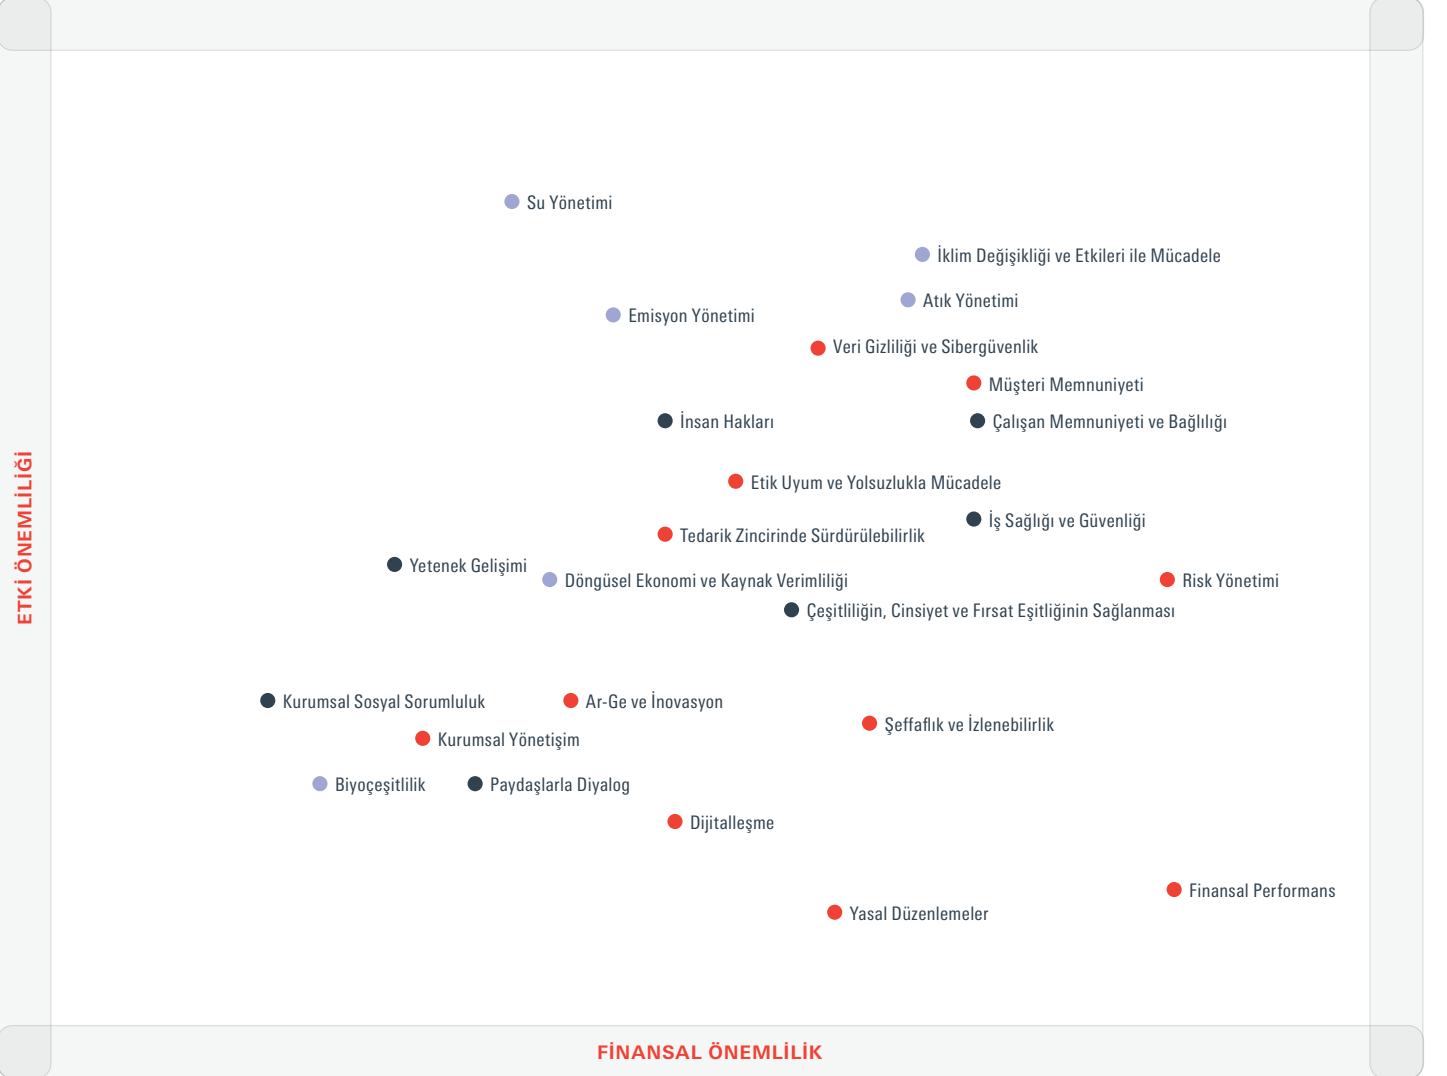 Su Yönetimi
İklim Değişikliği ve Etkileri ile Mücadele
Atık Yönetimi
Emisyon Yönetimi
Veri Gizliliği ve Sibergüvenlik
Müşteri Memnuniyeti
İnsan Hakları
Çalışan Memnuniyeti ve Bağlılığı
Etik Uyum ve Yolsuzlukla Mücadele
İş Sağlığı ve Güvenliği
Tedarik Zincirinde Sürdürülebilirlik
Yetenek Gelişimi
Döngüsel Ekonomi ve Kaynak Verimliliği
Risk Yönetimi
Çeşitliliğin, Cinsiyet ve Fırsat Eşitliğinin Sağlanması
Kurumsal Sosyal Sorumluluk
Ar-Ge ve İnovasyon
Şeffaflık ve İzlenebilirlik
Kurumsal Yönetişim
Biyoçeşitlilik
Paydaşlarla Diyalog
Dijitalleşme
Finansal Performans
Yasal Düzenlemeler
ETKİ ÖNEMLİLİĞİ
FİNANSAL ÖNEMLİLİK